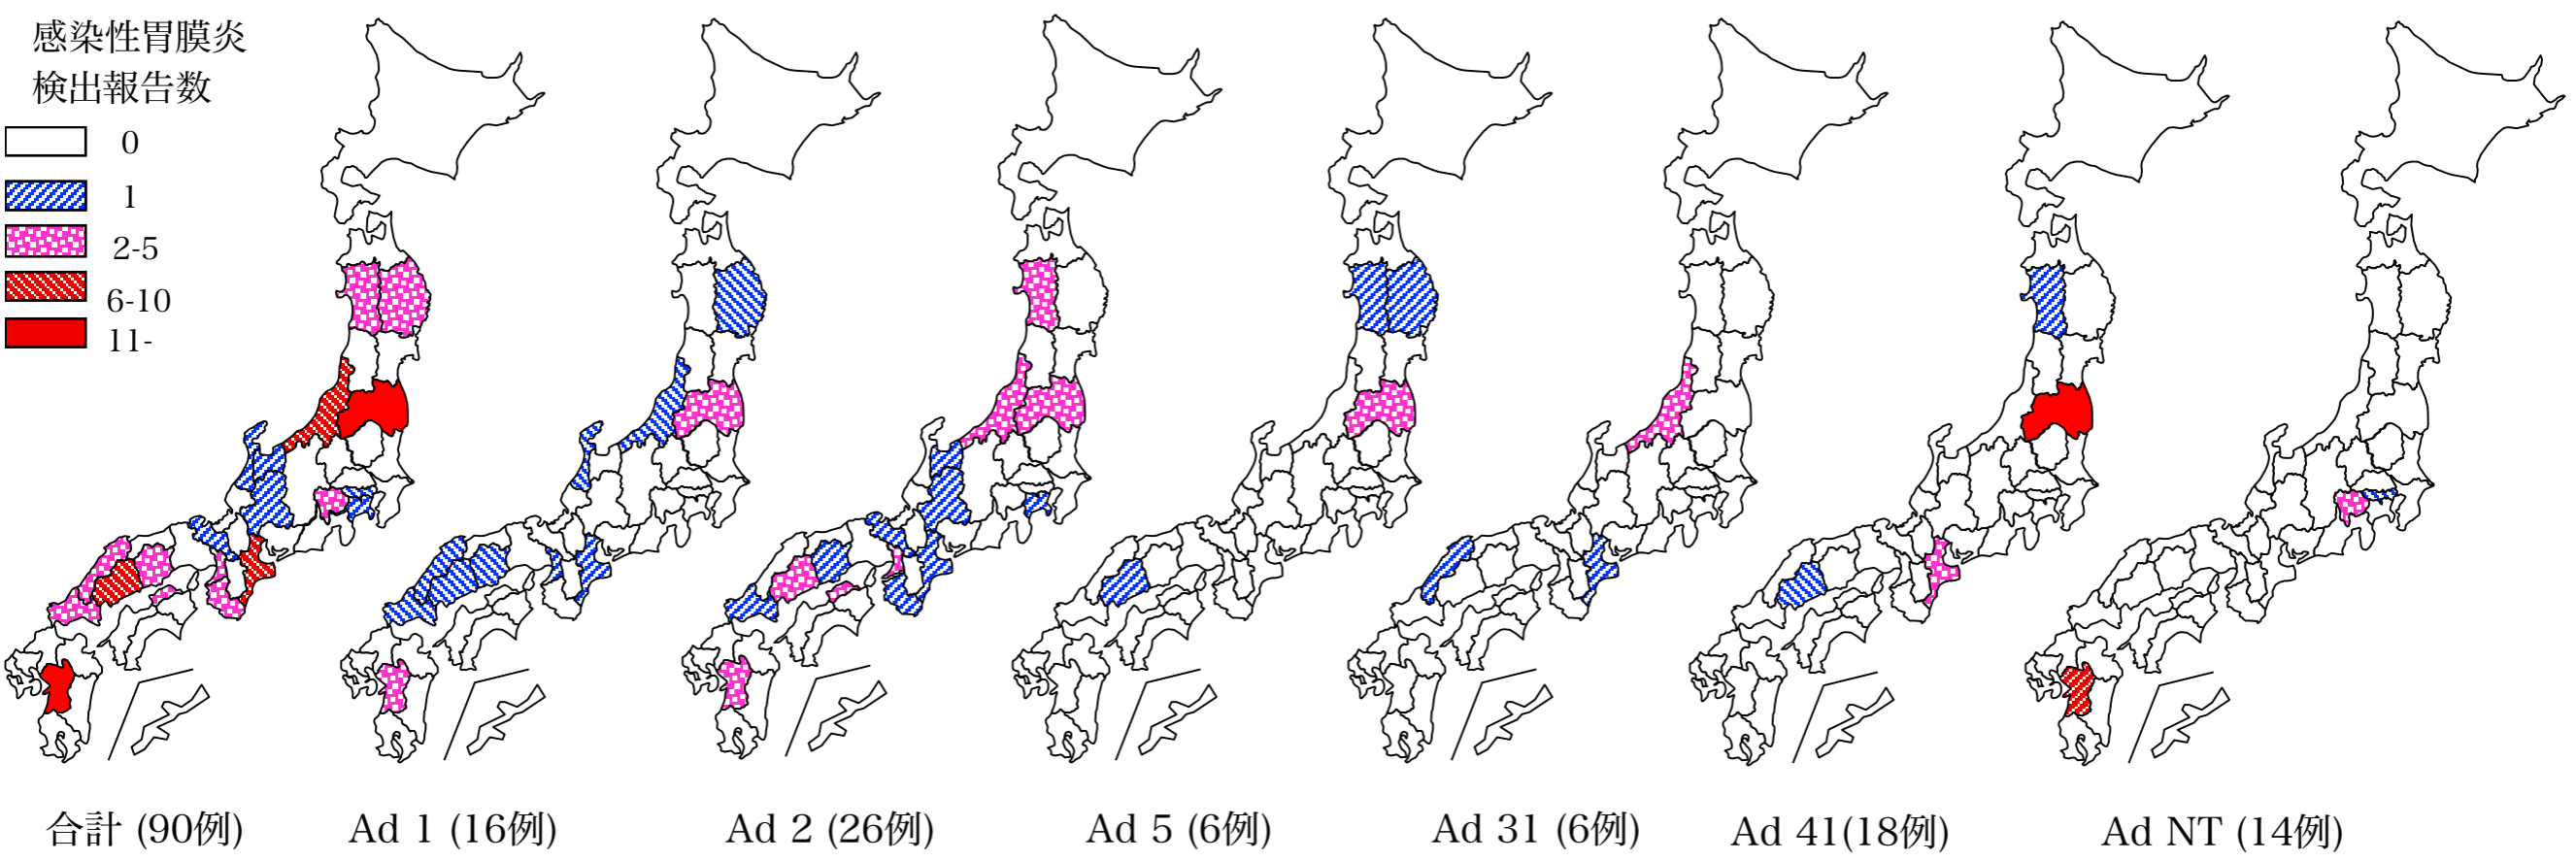 感染性胃膜炎
検出報告数
0
1
2-5
6-10
11-
合計 (90例)
Ad 1 (16例)
Ad 2 (26例)
Ad 5 (6例)
Ad 31 (6例)
Ad 41(18例)
Ad NT (14例)